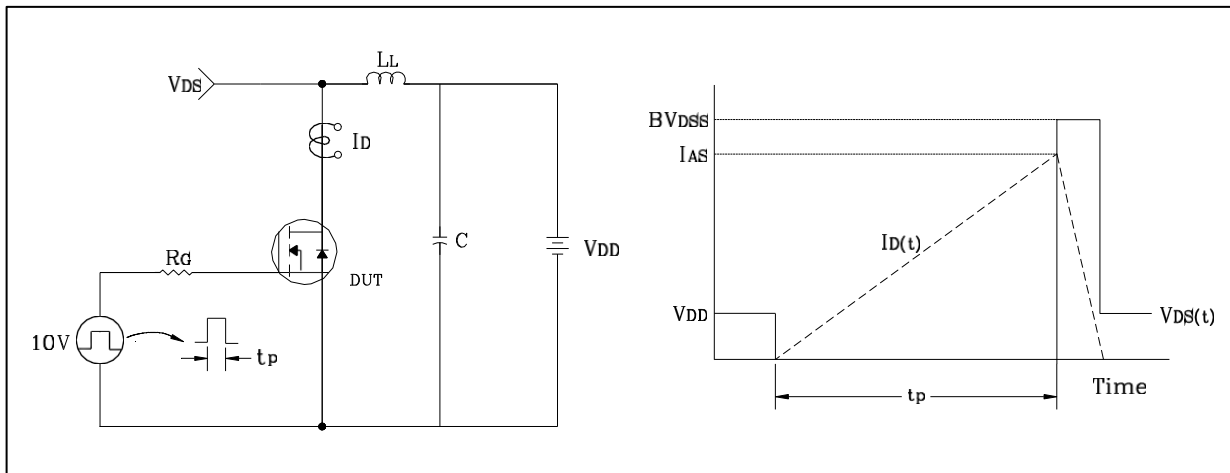 LL
VDS
ID
RG
DUT
C
VDD
10V
tp
BVDSS
IAS
ID(t)
VDD
VDS(t)
tp
Time